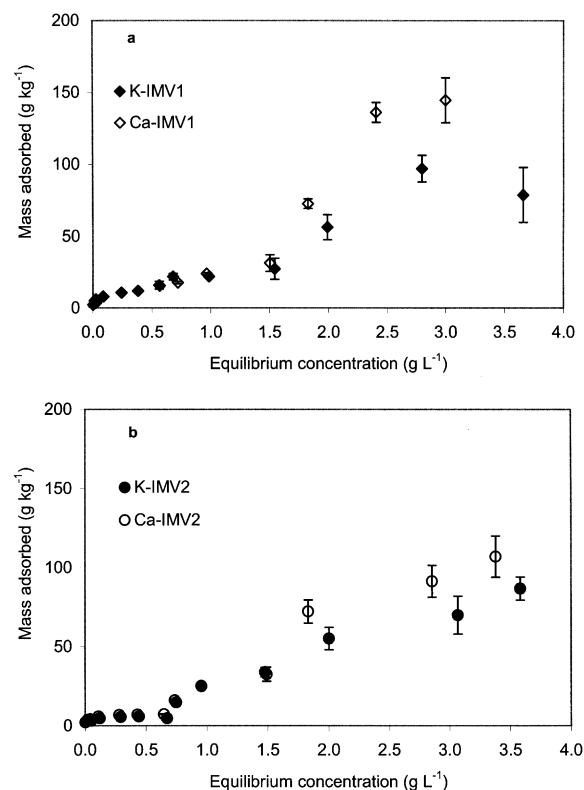 a
200
150
100
50
0
Mass adsorbed (g kg⁻¹)
K-IMV1
Ca-IMV1
0.0 0.5 1.0 1.5 2.0 2.5 3.0 3.5 4.0
Equilibrium concentration (g L⁻¹)
b
200
150
100
50
0
Mass adsorbed (g kg⁻¹)
K-IMV2
Ca-IMV2
0.0 0.5 1.0 1.5 2.0 2.5 3.0 3.5 4.0
Equilibrium concentration (g L⁻¹)